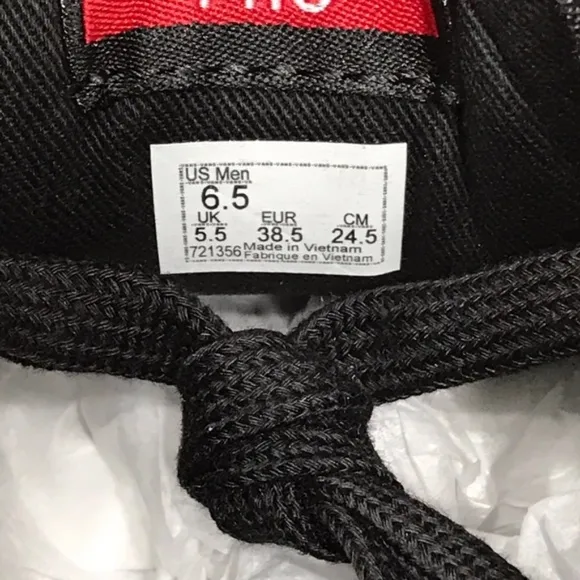 US Men
6.5
UK EUR CM
5.5 38.5 24.5
721356 Made in Vietnam
Fabrique en Vietnam